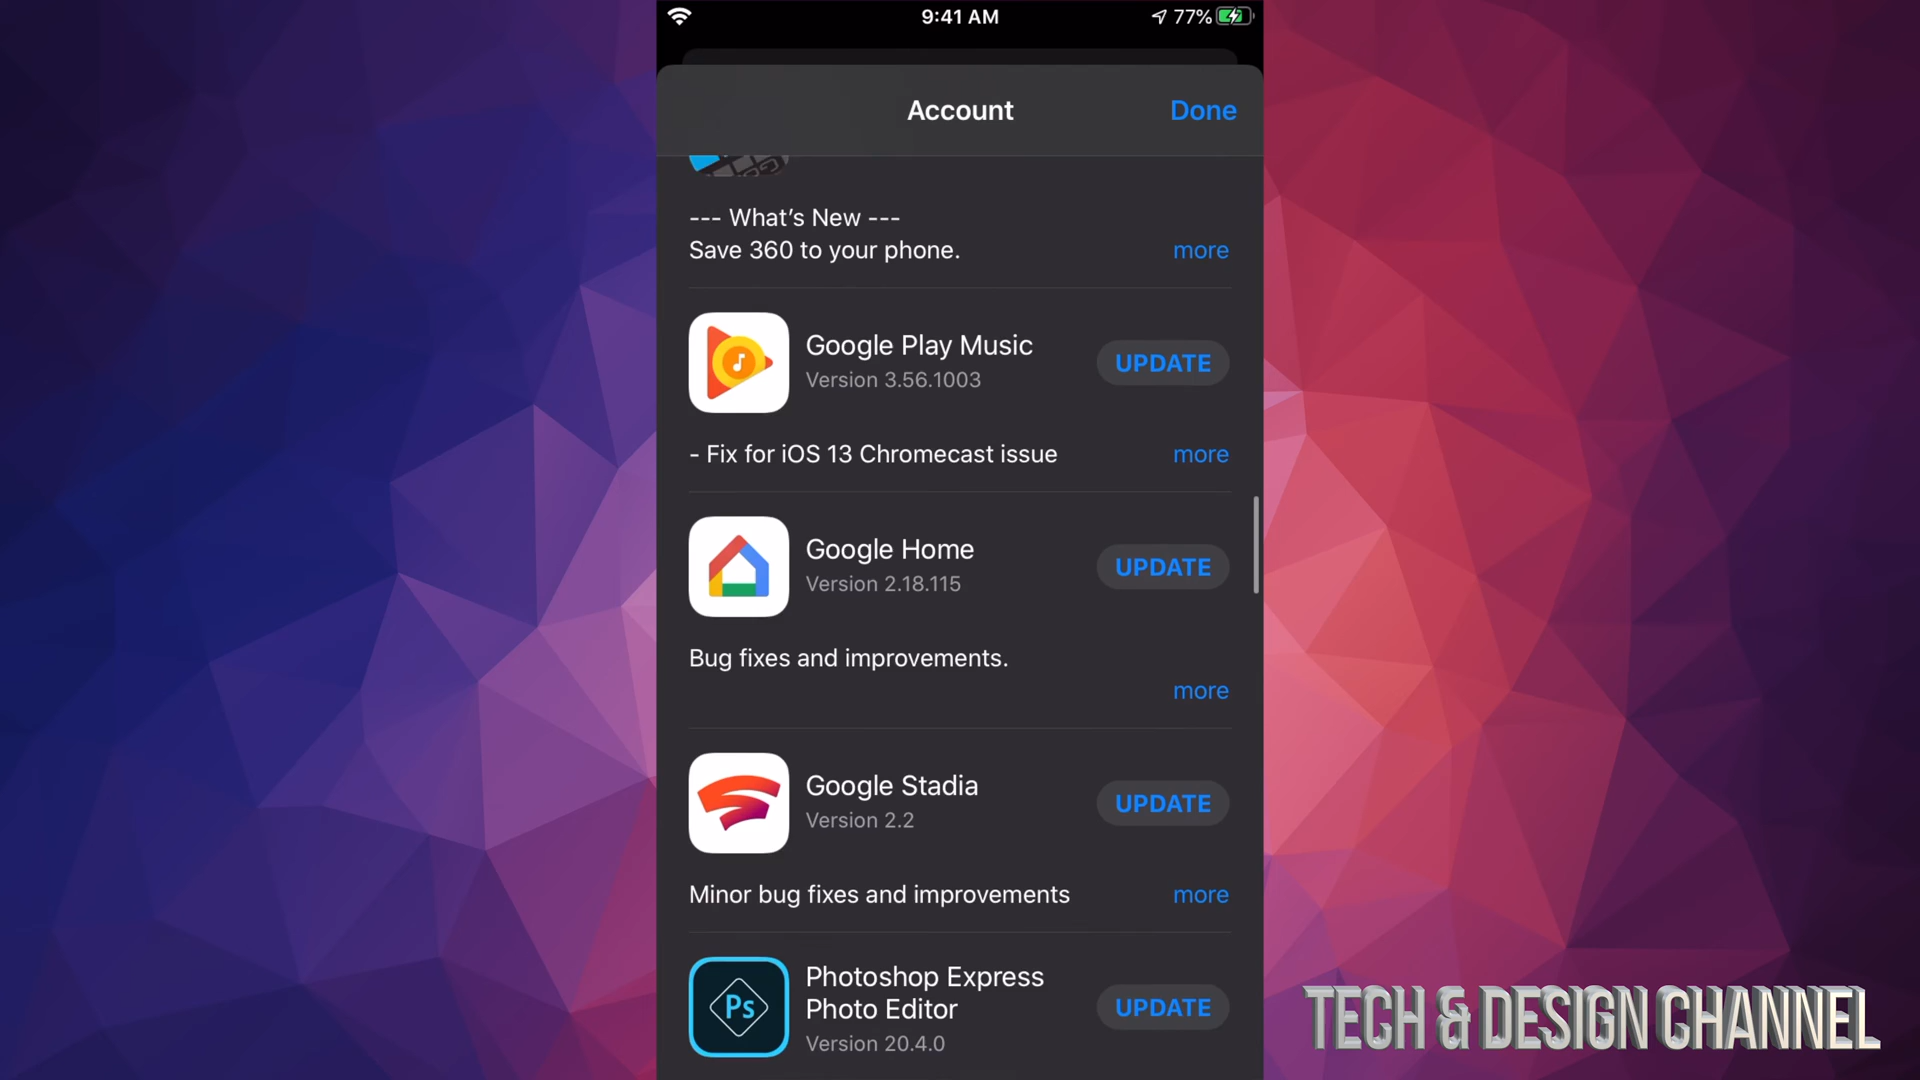 9:41 AM
77%
Account
Done
--- What's New ---
Save 360 to your phone.
more
Google Play Music
UPDATE
Version 3.56.1003
- Fix for iOS 13 Chromecast issue
more
Google Home
UPDATE
Version 2.18.115
Bug fixes and improvements.
more
Google Stadia
UPDATE
Version 2.2
Minor bug fixes and improvements
more
Ps
Photoshop Express
Photo Editor
UPDATE
Version 20.4.0
TECH & DESIGN CHANNEL